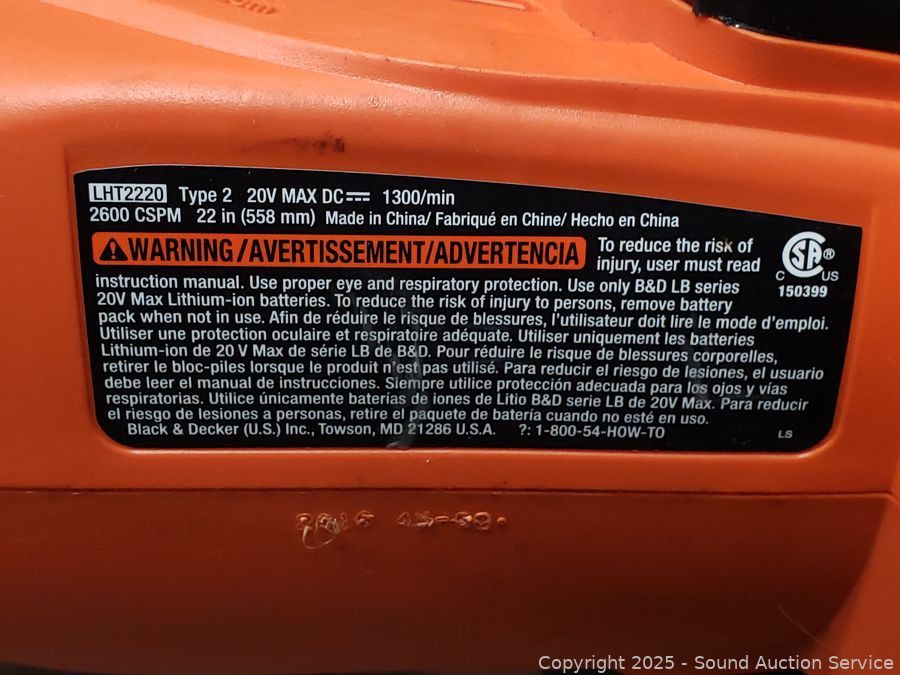 LHT2220 Type 2 20V MAX DC 1300/min
2600 CSPM 22 in (558 mm) Made in China/ Fabriqué en Chine/ Hecho en China
WARNING/AVERTISSEMENT/ADVERTENCIA To reduce the risk of
injury, user must read
instruction manual. Use proper eye and respiratory protection. Use only B&D LB series
20V Max Lithium-ion batteries. To reduce the risk of injury to persons, remove battery
pack when not in use. Afin de réduire le risque de blessures, l'utilisateur doit lire le mode d'emploi.
Utiliser une protection oculaire et respiratoire adéquate. Utiliser uniquement les batteries
Lithium-ion de 20 V Max de série LB de B&D. Pour réduire le risque de blessures corporelles,
retirer le bloc-piles lorsque le produit n'est pas utilisé. Para reducir el riesgo de lesiones, el usuario
debe leer el manual de instrucciones. Siempre utilice protección adecuada para los ojos y vías
respiratorias. Utilice únicamente baterías de iones de Litio B&D serie LB de 20V Max. Para reducir
el riesgo de lesiones a personas, retire el paquete de batería cuando no esté en uso.
Black & Decker (U.S.) Inc., Towson, MD 21286 U.S.A. ?: 1-800-54-HOW-TO
LS
SA ®
C US
150399
Copyright 2025 - Sound Auction Service